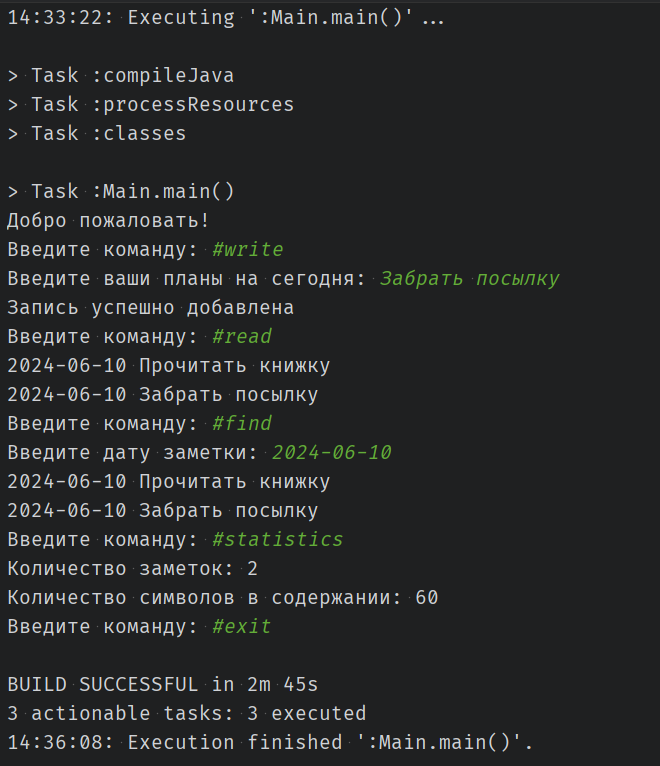 14:33:22: Executing ':Main.main()'...
> Task :compileJava
> Task :processResources
> Task :classes
> Task :Main.main()
Добро пожаловать!
Введите команду: #write
Введите ваши планы на сегодня: Забрать посылку
Запись успешно добавлена
Введите команду: #read
2024-06-10 Прочитать книжку
2024-06-10 Забрать посылку
Введите команду: #find
Введите дату заметки: 2024-06-10
2024-06-10 Прочитать книжку
2024-06-10 Забрать посылку
Введите команду: #statistics
Количество заметок: 2
Количество символов в содержании: 60
Введите команду: #exit
BUILD SUCCESSFUL in 2m 45s
3 actionable tasks: 3 executed
14:36:08: Execution finished ':Main.main()'.